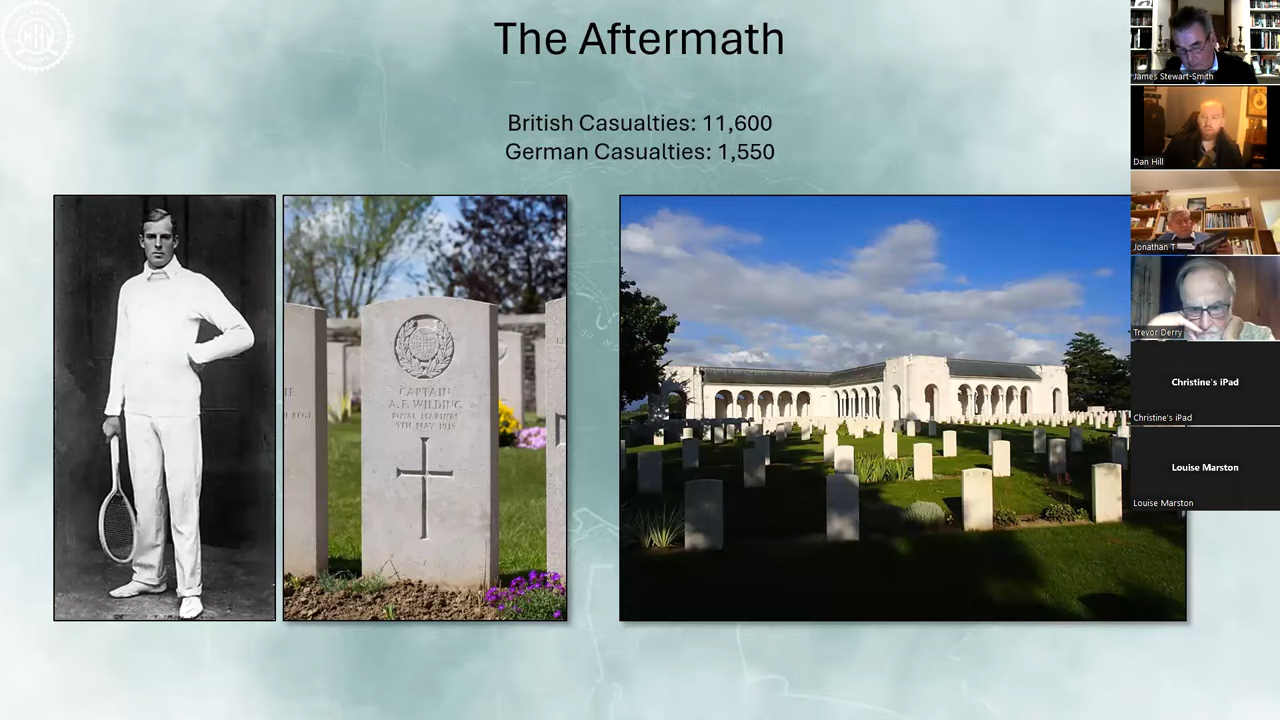 The Aftermath
British Casualties: 11,600
German Casualties: 1,550
CAPTAIN
A.F. WILDING
ROYAL MARINES
9TH MAY 1915
James Stewart-Smith
Dan Hill
Jonathan T
Trevor Derry
Christine's iPad
Christine's iPad
Louise Marston
Louise Marston